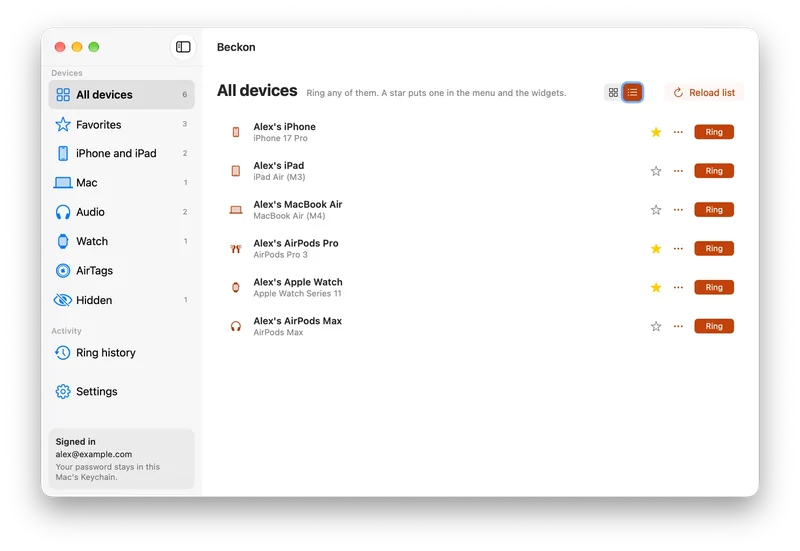 Beckon
Devices
All devices 6
Favorites 3
iPhone and iPad 2
Mac 1
Audio 2
Watch 1
AirTags
Hidden 1
Activity
Ring history
Settings
Signed in
alex@example.com
Your password stays in this
Mac's Keychain.
All devices Ring any of them. A star puts one in the menu and the widgets. Reload list
Alex's iPhone
iPhone 17 Pro
Ring
Alex's iPad
iPad Air (M3)
Ring
Alex's MacBook Air
MacBook Air (M4)
Ring
Alex's AirPods Pro
AirPods Pro 3
Ring
Alex's Apple Watch
Apple Watch Series 11
Ring
Alex's AirPods Max
AirPods Max
Ring